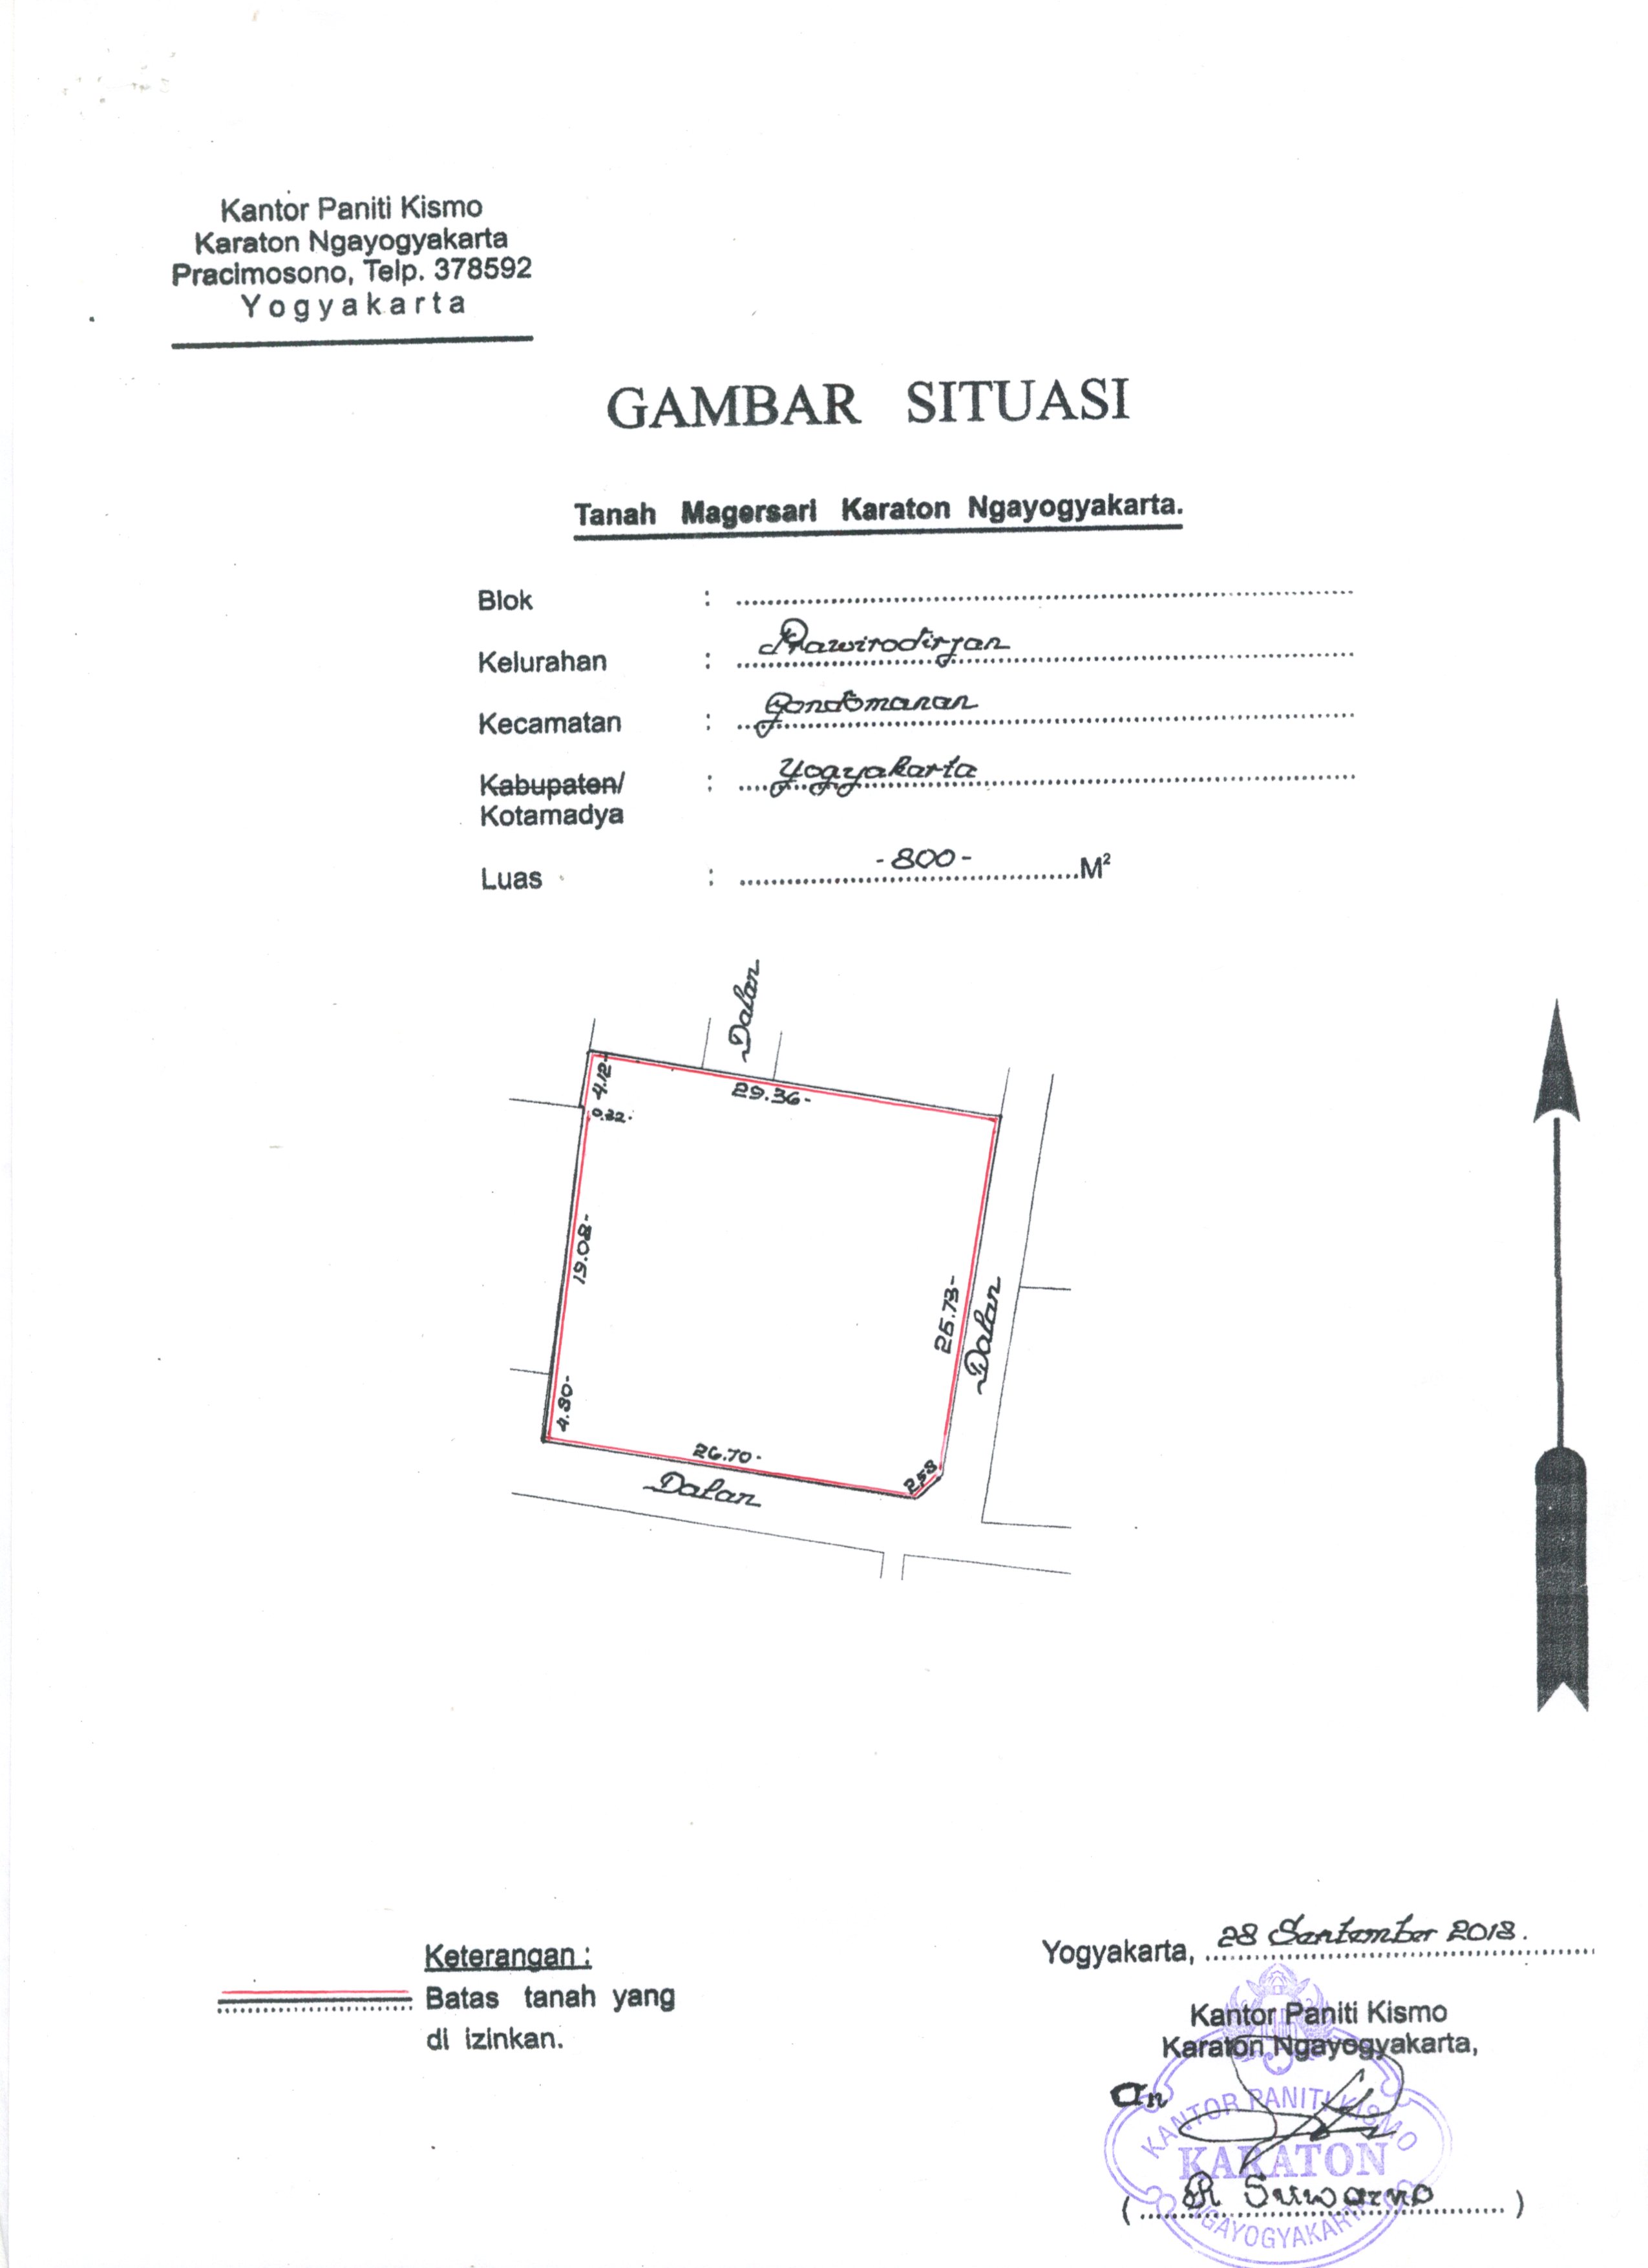 Kantor Paniti Kismo
Karaton Ngayogyakarta
Pracimosono, Telp. 378592
Yogyakarta
GAMBAR SITUASI
Tanah Magersari Karaton Ngayogyakarta.
Blok :
Kelurahan : Prawirodirjan
Kecamatan : Gondomanan
Kabupaten/ : Yogyakarta
Kotamadya
Luas : -800- M²
Dalan
4.12-
29.36-
0.32.
19.08-
25.73-
Dalan
4.80-
26.70-
2.58
Dalan
Yogyakarta, 28 September 2018.
Keterangan :
Batas tanah yang
di izinkan.
Kantor Paniti Kismo
Karaton Ngayogyakarta,
an
KANTOR PANITI KISMO
KARATON
NGAYOGYAKARTA
( R Suwarno )